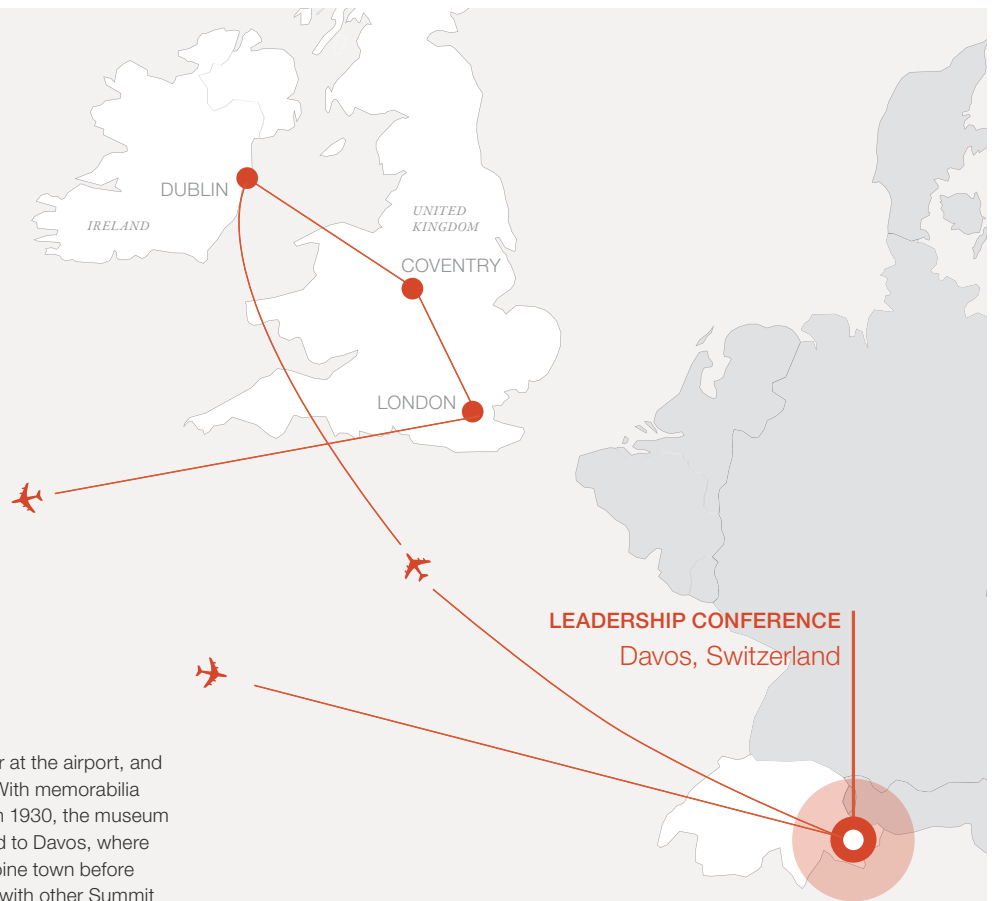 DUBLIN
IRELAND
UNITED
KINGDOM
COVENTRY
LONDON
LEADERSHIP CONFERENCE
Davos, Switzerland
at the airport, and
With memorabilia
1930, the museum
to Davos, where
town before
with other Summit